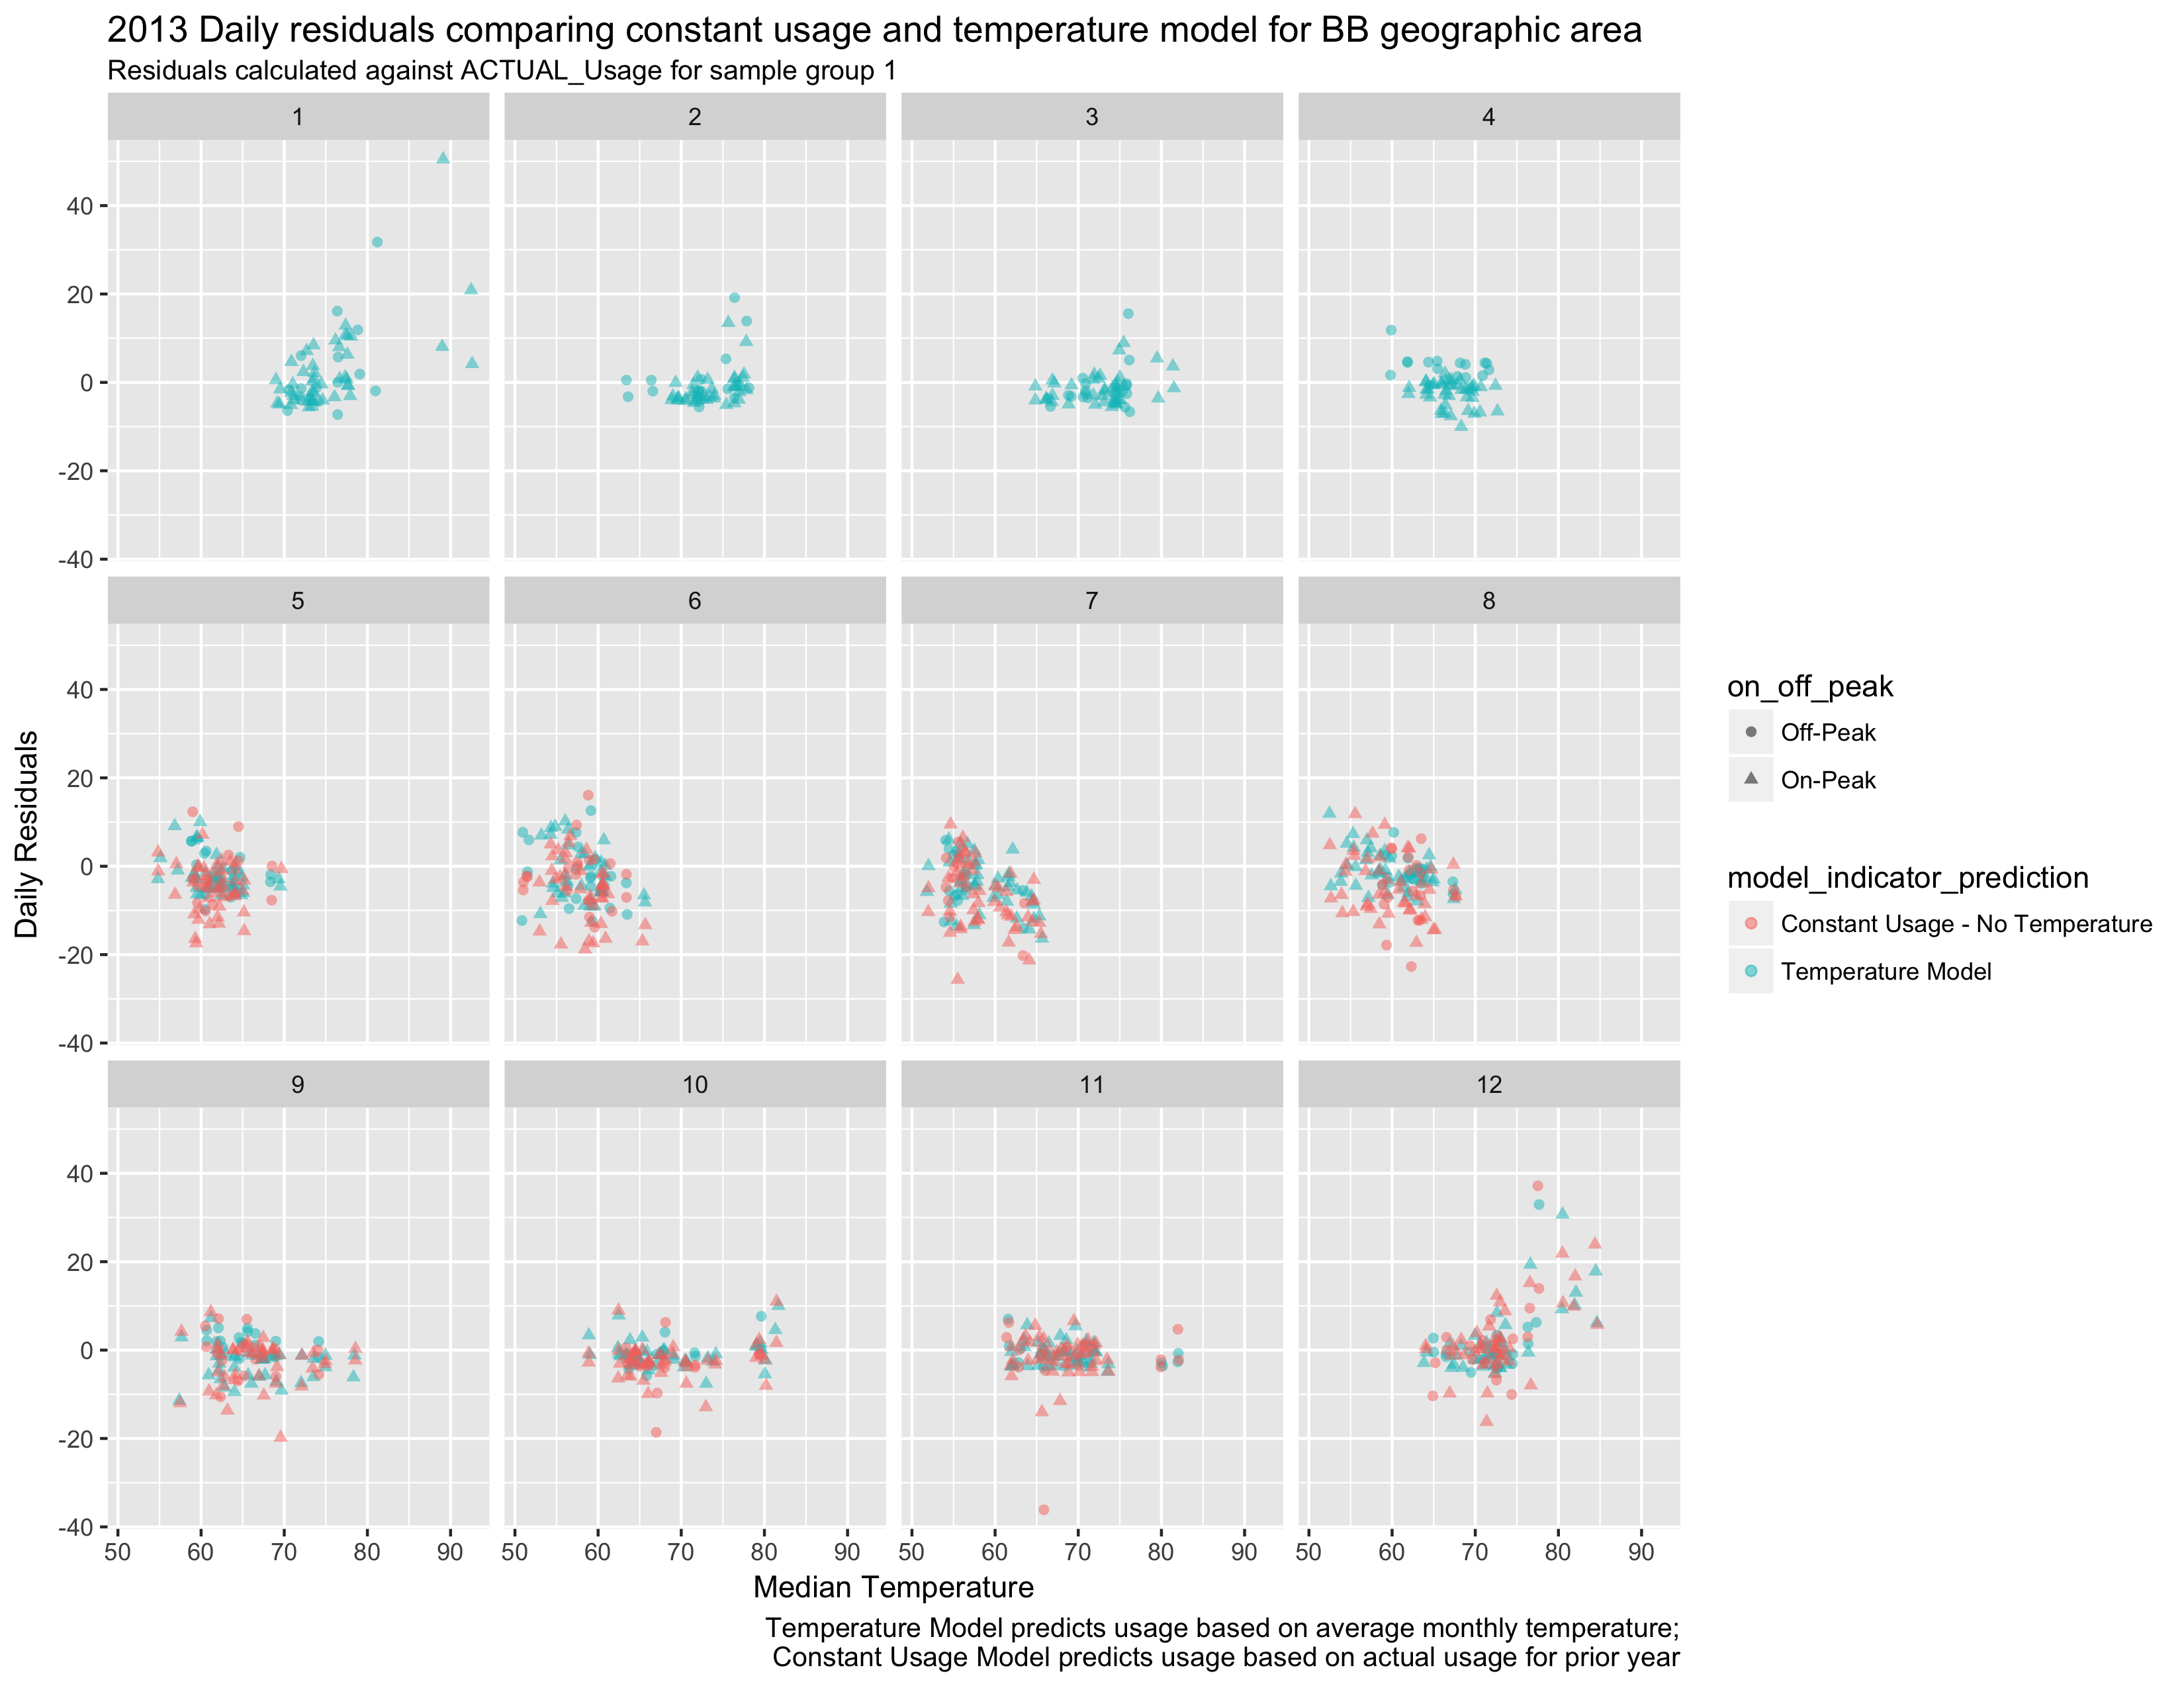 2013 Daily residuals comparing constant usage and temperature model for BB geographic area
Residuals calculated against ACTUAL_Usage for sample group 1
1 2 3 4
40
20
0
-20
-40
5 6 7 8
40
20
0
-20
-40
9 10 11 12
40
20
0
-20
-40
50 60 70 80 90 50 60 70 80 90 50 60 70 80 90 50 60 70 80 90
Daily Residuals
Median Temperature
on_off_peak
Off-Peak
On-Peak
model_indicator_prediction
Constant Usage - No Temperature
Temperature Model
Temperature Model predicts usage based on average monthly temperature;
Constant Usage Model predicts usage based on actual usage for prior year